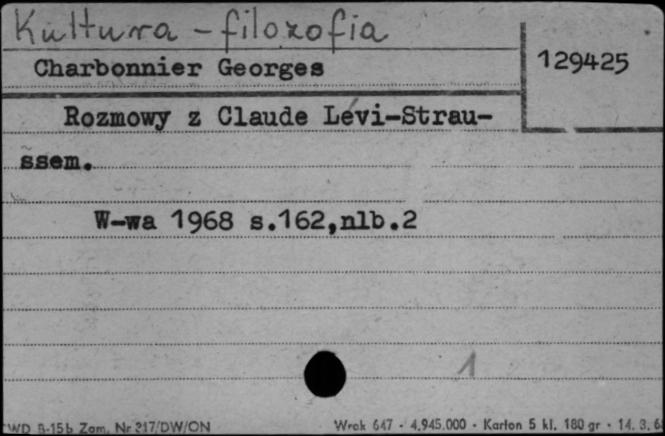 Kultura - filozofia
Charbonnier Georges
129425
Rozmowy z Claude Lévi-Strau-
ssem.
W-wa 1968 s.162,nlb.2
1
WD B-15b Zam. Nr 217/DW/ON
Wrok 647 - 4.945.000 - Karton 5 kl. 180 gr - 14. 3. 6